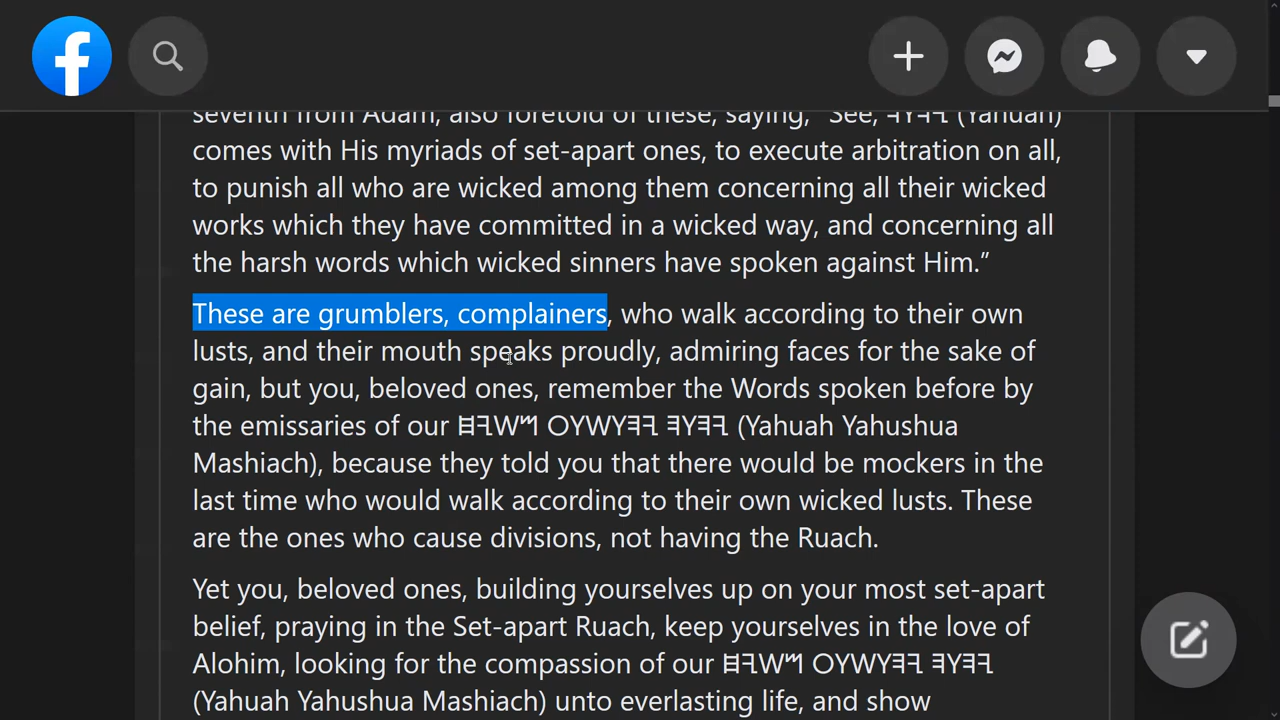 seventh from Adam, also foretold of these, saying, “See, 𐤄𐤅𐤄𐤉 (Yahuah)
comes with His myriads of set-apart ones, to execute arbitration on all,
to punish all who are wicked among them concerning all their wicked
works which they have committed in a wicked way, and concerning all
the harsh words which wicked sinners have spoken against Him.”
These are grumblers, complainers, who walk according to their own
lusts, and their mouth speaks proudly, admiring faces for the sake of
gain, but you, beloved ones, remember the Words spoken before by
the emissaries of our 𐤉𐤄𐤅𐤄 𐤉𐤄𐤅𐤔𐤅𐤏 𐤌𐤔𐤉𐤇 (Yahuah Yahushua
Mashiach), because they told you that there would be mockers in the
last time who would walk according to their own wicked lusts. These
are the ones who cause divisions, not having the Ruach.
Yet you, beloved ones, building yourselves up on your most set-apart
belief, praying in the Set-apart Ruach, keep yourselves in the love of
Alohim, looking for the compassion of our 𐤉𐤄𐤅𐤄 𐤉𐤄𐤅𐤔𐤅𐤏 𐤌𐤔𐤉𐤇
(Yahuah Yahushua Mashiach) unto everlasting life, and show